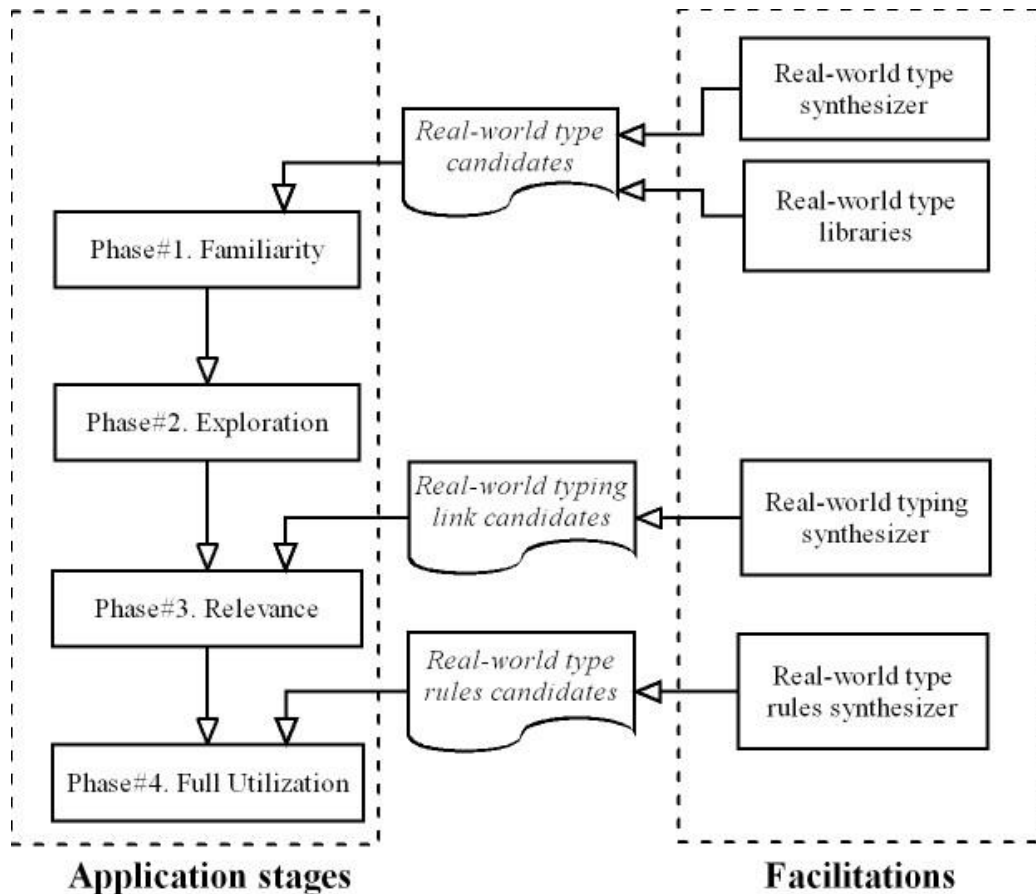 Real-world type
synthesizer
Real-world type
candidates
Real-world type
libraries
Phase#1. Familiarity
Phase#2. Exploration
Real-world typing
link candidates
Real-world typing
synthesizer
Phase#3. Relevance
Real-world type
rules candidates
Real-world type
rules synthesizer
Phase#4. Full Utilization
Application stages
Facilitations